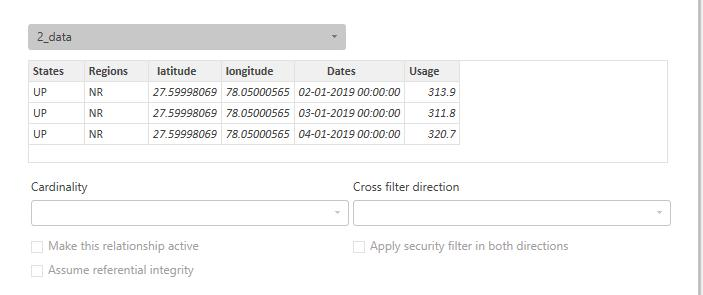 2_data
States Regions latitude longitude Dates Usage
UP NR 27.59998069 78.05000565 02-01-2019 00:00:00 313.9
UP NR 27.59998069 78.05000565 03-01-2019 00:00:00 311.8
UP NR 27.59998069 78.05000565 04-01-2019 00:00:00 320.7
Cardinality Cross filter direction
Make this relationship active Apply security filter in both directions
Assume referential integrity